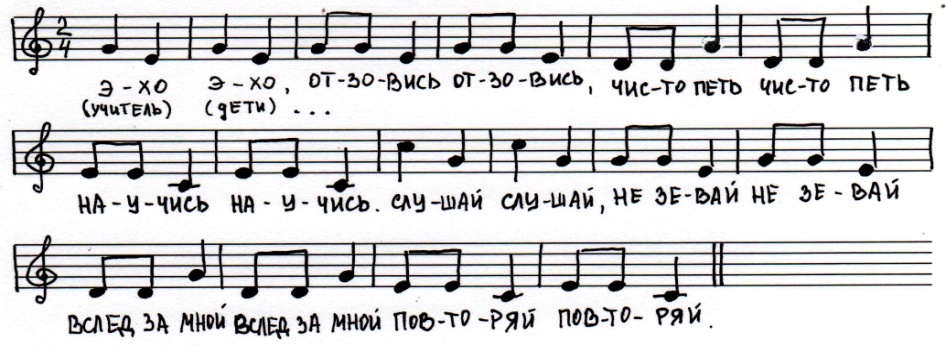 2
4
Э - ХО Э - ХО, ОТ-ЗО-ВИСЬ ОТ-ЗО-ВИСЬ, ЧИС-ТО ПЕТЬ ЧИС-ТО ПЕТЬ
(УЧИТЕЛЬ) (ДЕТИ) ...
НА-У-ЧИСЬ НА-У-ЧИСЬ. СЛУ-ШАЙ СЛУ-ШАЙ, НЕ ЗЕ-ВАЙ НЕ ЗЕ-ВАЙ
ВСЛЕД ЗА МНОЙ ВСЛЕД ЗА МНОЙ ПОВ-ТО-РЯЙ ПОВ-ТО-РЯЙ.